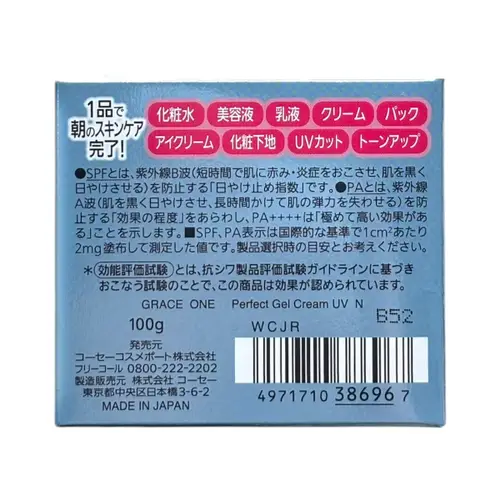 1品で
朝のスキンケア
完了!
化粧水 美容液 乳液 クリーム パック
アイクリーム 化粧下地 UVカット トーンアップ
●SPFとは、紫外線B波(短時間で肌に赤み・炎症をおこさせ、肌を黒く
日やけさせる)を防止する「日やけ止め指数」です。●PAとは、紫外線
A波(肌を黒く日やけさせ、長時間かけて肌の弾力を失わせる)を防
止する「効果の程度」をあらわし、PA++++は「極めて高い効果があ
る」ことを示します。■SPF、PA表示は国際的な基準で1cm²あたり
2mg塗布して測定した値です。製品選択時の目安とお考えください。
*効能評価試験とは、抗シワ製品評価試験ガイドラインに基づき
おこなう試験のことで、この商品は効果が認められています。
GRACE ONE Perfect Gel Cream UV N
100g
WCJR
B52
発売元
コーセーコスメポート株式会社
フリーコール 0800-222-2202
製造販売元 株式会社 コーセー
東京都中央区日本橋3-6-2
MADE IN JAPAN
4971710 386967